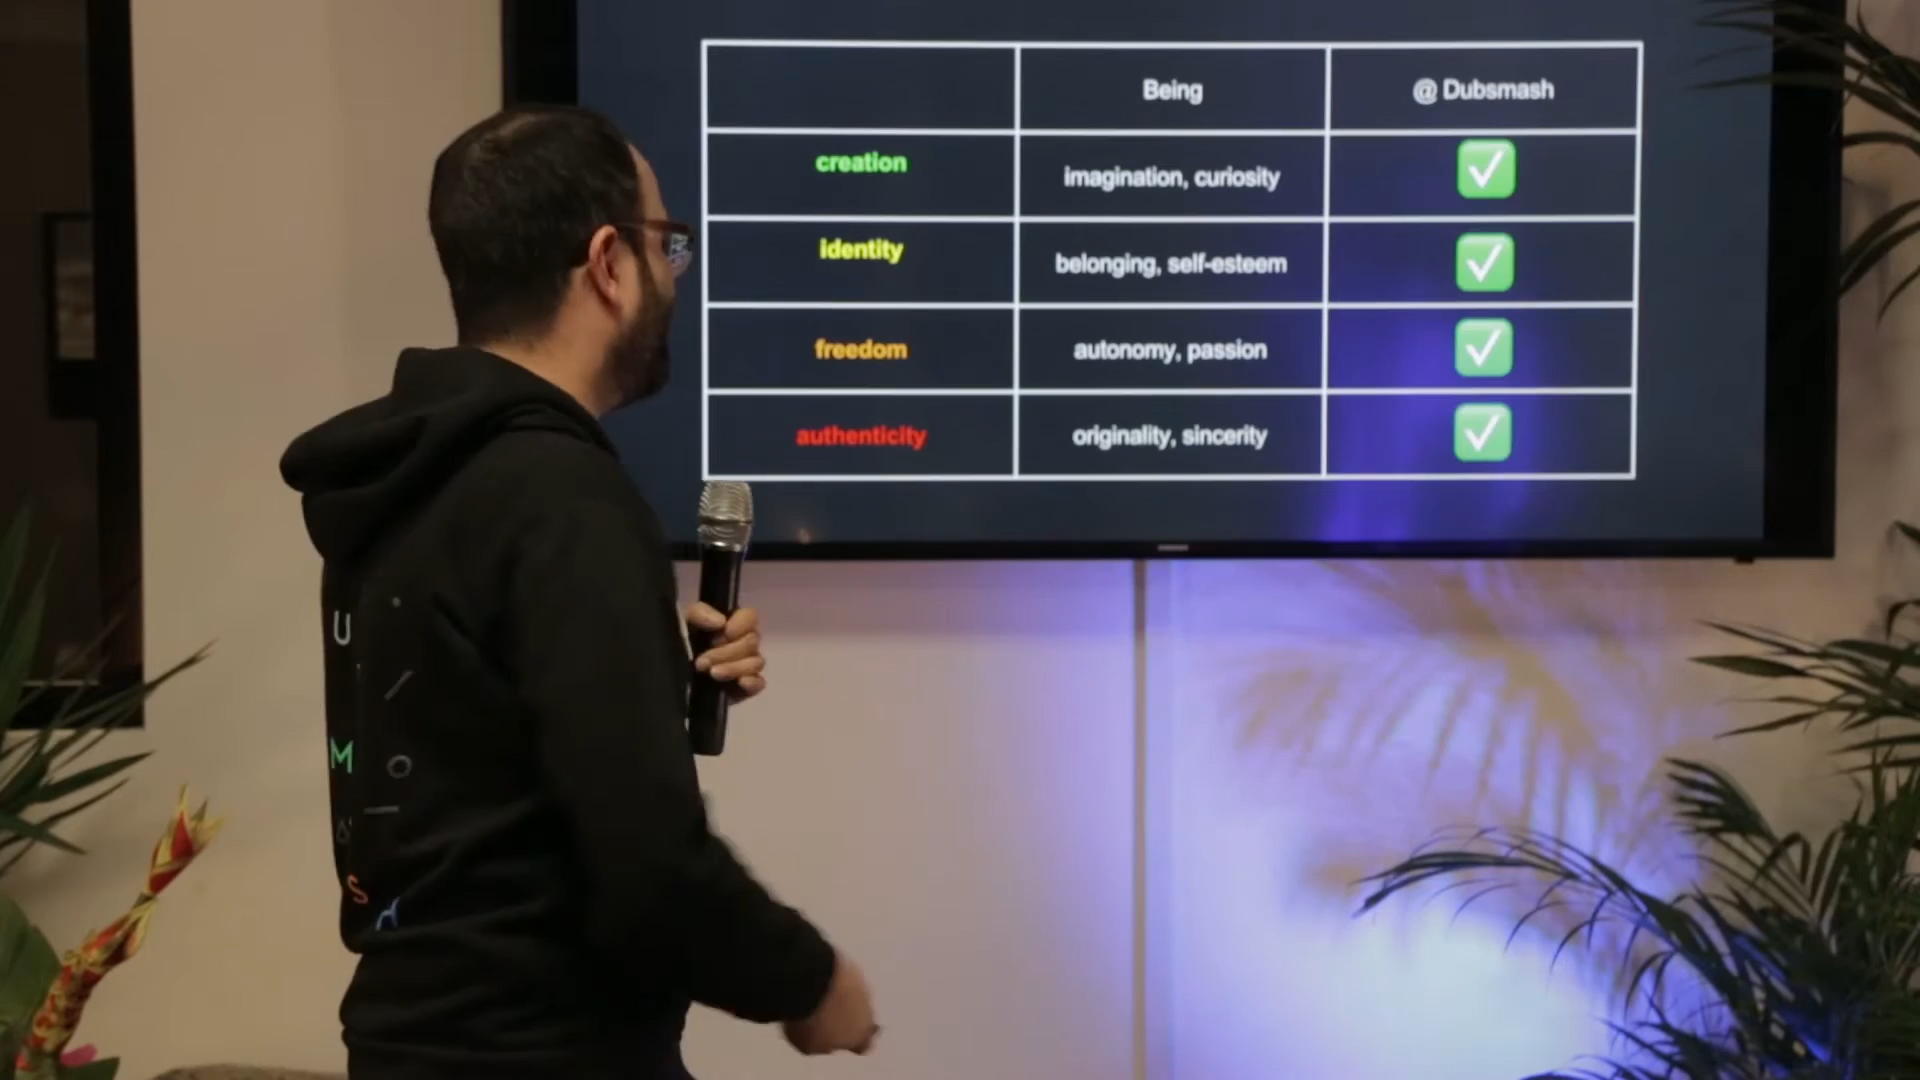 Being
@ Dubsmash
creation
imagination, curiosity
identity
belonging, self-esteem
freedom
autonomy, passion
authenticity
originality, sincerity
U
M
S